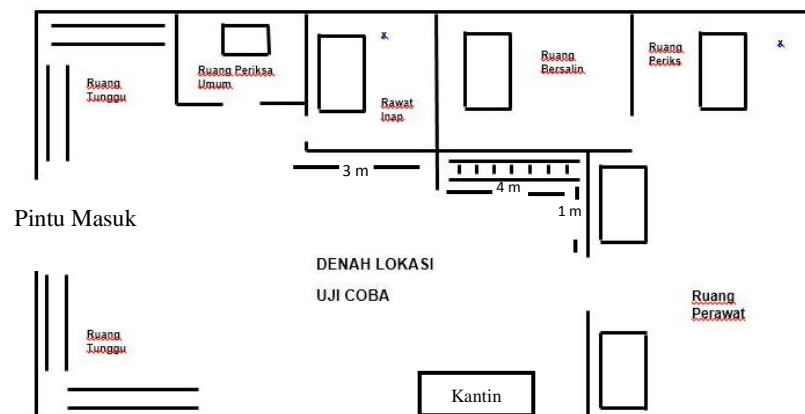 x
x
Ruang Periksa
Umum
Ruang
Bersalin
Ruang
Periks
Ruang
Tunggu
Rawat
Inap
3 m
4 m
1 m
Pintu Masuk
DENAH LOKASI
UJI COBA
Ruang
Perawat
Ruang
Tunggu
Kantin